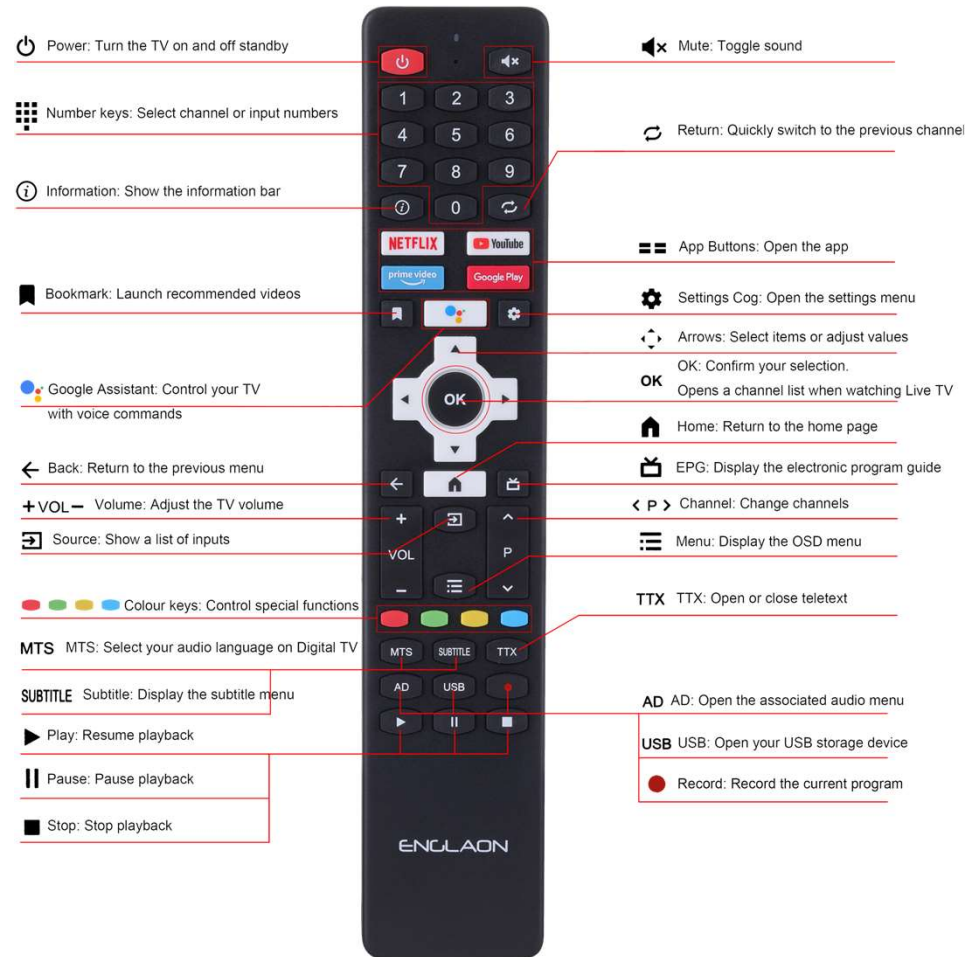 Power: Turn the TV on and off standby
Mute: Toggle sound
Number keys: Select channel or input numbers
Return: Quickly switch to the previous channel
Information: Show the information bar
App Buttons: Open the app
Bookmark: Launch recommended videos
Settings Cog: Open the settings menu
Arrows: Select items or adjust values
Google Assistant: Control your TV
with voice commands
OK OK: Confirm your selection.
Opens a channel list when watching Live TV
Home: Return to the home page
Back: Return to the previous menu
EPG: Display the electronic program guide
+VOL− Volume: Adjust the TV volume
< P > Channel: Change channels
Source: Show a list of inputs
Menu: Display the OSD menu
Colour keys: Control special functions
TTX TTX: Open or close teletext
MTS MTS: Select your audio language on Digital TV
SUBTITLE Subtitle: Display the subtitle menu
AD AD: Open the associated audio menu
Play: Resume playback
USB USB: Open your USB storage device
Pause: Pause playback
Record: Record the current program
Stop: Stop playback
1 2 3
4 5 6
7 8 9
i 0
NETFLIX YouTube
prime video Google Play
OK
+
VOL P
−
MTS SUBTITLE TTX
AD USB
ENGLAON